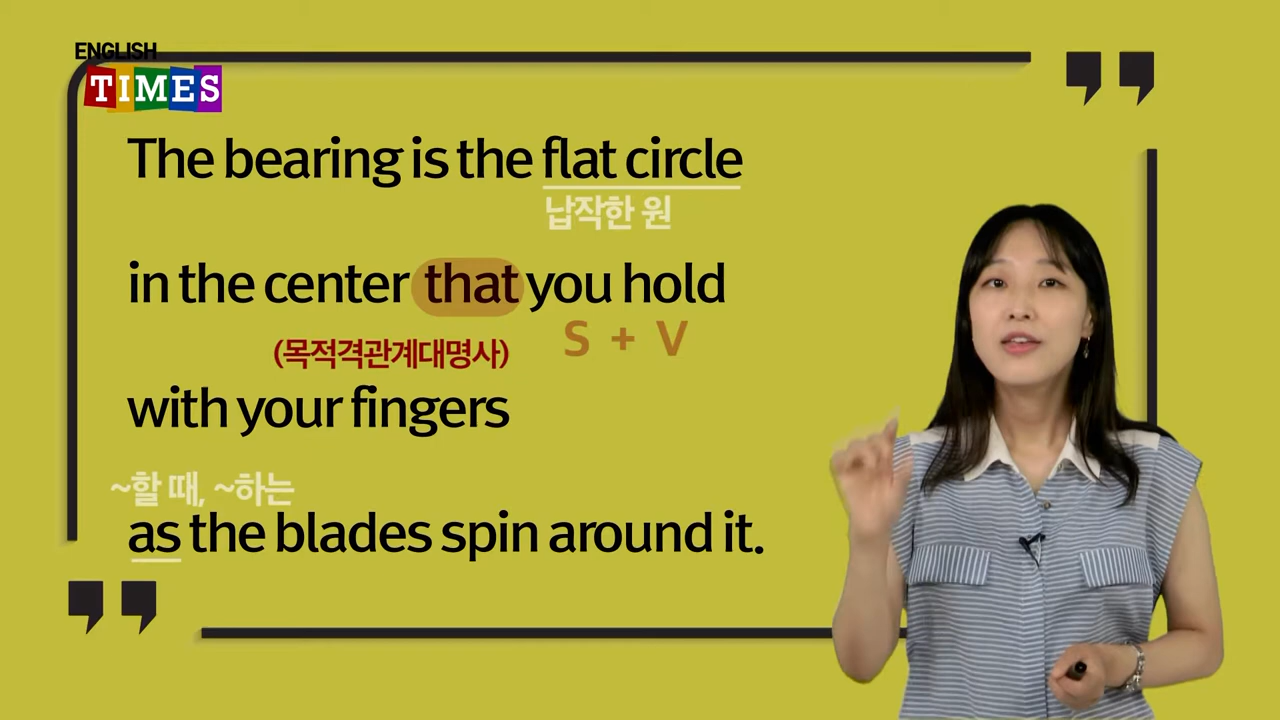 ENGLISH
TIMES
The bearing is the flat circle
납작한 원
in the center that you hold
S + V
(목적격관계대명사)
with your fingers
~할 때, ~하는
as the blades spin around it.